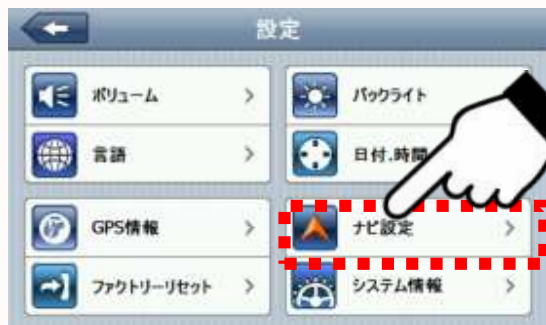 設定
ボリューム
バックライト
言語
日付.時間
GPS情報
ナビ設定
ファクトリーリセット
システム情報